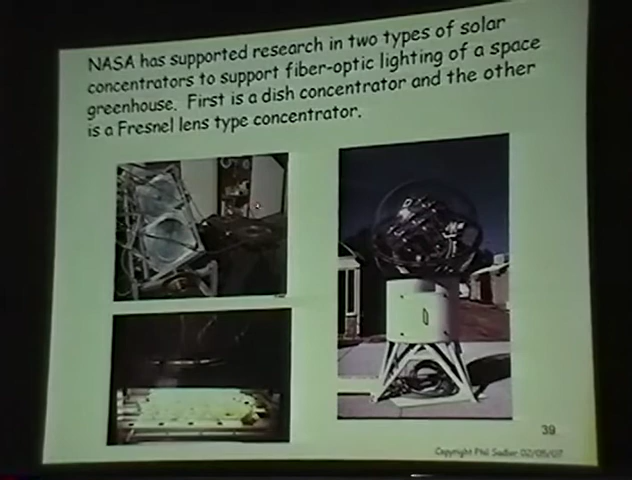 NASA has supported research in two types of solar
concentrators to support fiber-optic lighting of a space
greenhouse. First is a dish concentrator and the other
is a Fresnel lens type concentrator.
39
Copyright Phil Sadler 02/05/07